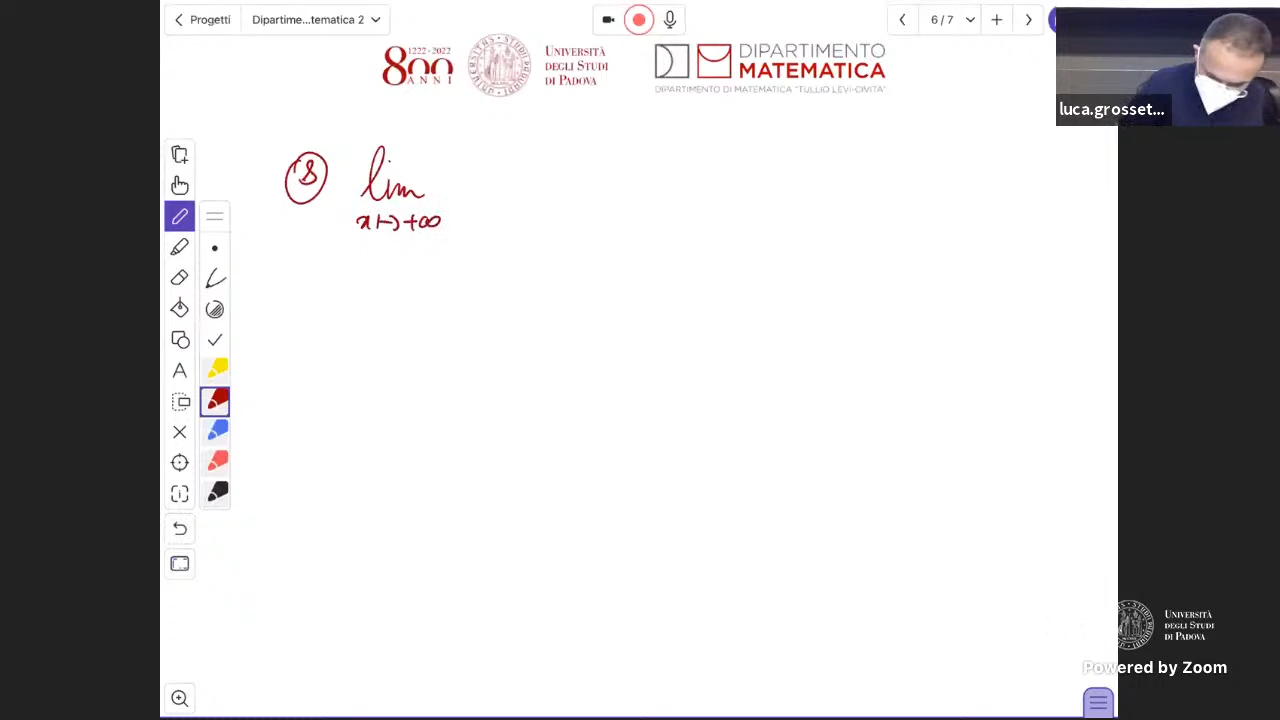 Progetti
Dipartime...tematica 2
6/7
1222·2022
800
ANNI
UNIVERSITÀ
DEGLI STUDI
DI PADOVA
DIPARTIMENTO
MATEMATICA
DIPARTIMENTO DI MATEMATICA "TULLIO LEVI-CIVITA"
luca.grosset...
lim
x→+∞
A
UNIVERSITÀ
DEGLI STUDI
DI PADOVA
Powered by Zoom